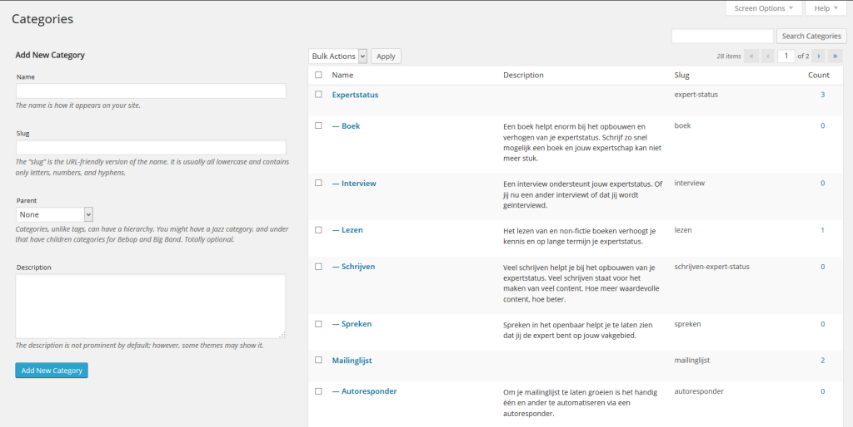 Screen Options ▼ Help ▼
Categories
Search Categories
Add New Category
Name
The name is how it appears on your site.
Slug
The "slug" is the URL-friendly version of the name. It is usually all lowercase and contains
only letters, numbers, and hyphens.
Parent
None
Categories, unlike tags, can have a hierarchy. You might have a Jazz category, and under
that have children categories for Bebop and Big Band. Totally optional.
Description
The description is not prominent by default; however, some themes may show it.
Add New Category
Bulk Actions Apply 28 items « ‹ 1 of 2 › »
Name Description Slug Count
Expertstatus expert-status 3
— Boek Een boek helpt enorm bij het opbouwen en boek 0
verhogen van je expertstatus. Schrijf zo snel
mogelijk een boek en jouw expertschap kan niet
meer stuk.
— Interview Een interview ondersteunt jouw expertstatus. Of interview 0
jij nu een ander interviewt of dat jij wordt
geinterviewd.
— Lezen Het lezen van en non-fictie boeken verhoogt je lezen 1
kennis en op lange termijn je expertstatus.
— Schrijven Veel schrijven helpt je bij het opbouwen van je schrijven-expert-status 0
expertstatus. Veel schrijven staat voor het
maken van veel content. Hoe meer waardevolle
content, hoe beter.
— Spreken Spreken in het openbaar helpt je te laten zien spreken 0
dat jij de expert bent op jouw vakgebied.
Mailinglijst mailinglijst 2
— Autoresponder Om je mailinglijst te laten groeien is het handig autoresponder 0
één en ander te automatiseren via een
autoresponder.